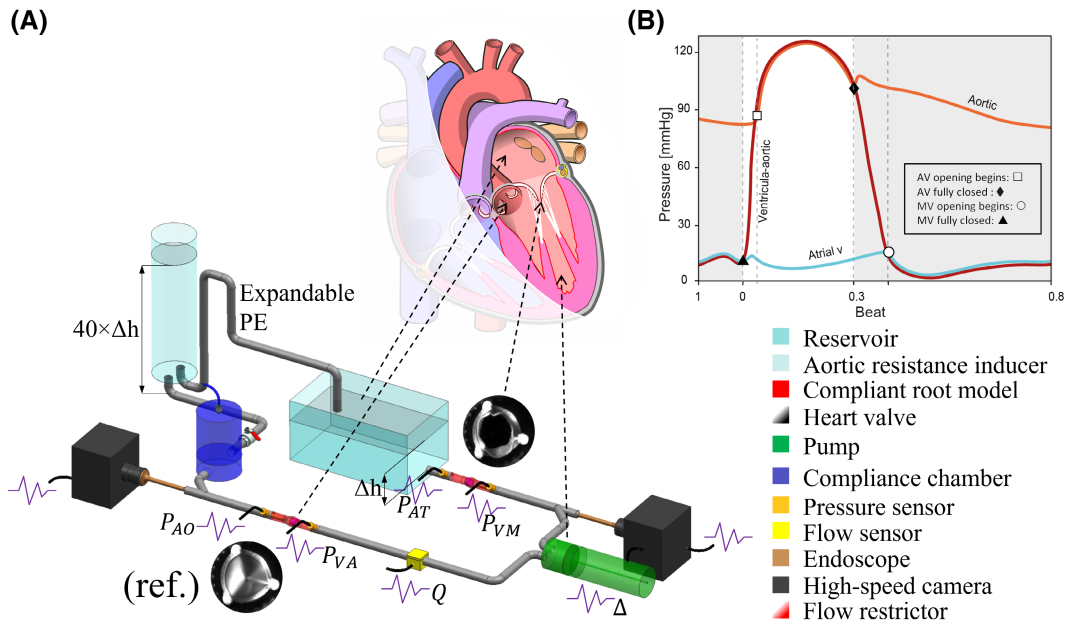 (A)
Expandable
PE
40×Δh
Δh
P_AT
P_VM
P_AO
P_VA
(ref.)
Q
Δ
(B)
120
90
60
30
0
Pressure [mmHg]
Ventricula-aortic
Aortic
Atrial v
AV opening begins: □
AV fully closed : ♦
MV opening begins: ○
MV fully closed: ▲
1 0 0.3 0.8
Beat
Reservoir
Aortic resistance inducer
Compliant root model
Heart valve
Pump
Compliance chamber
Pressure sensor
Flow sensor
Endoscope
High-speed camera
Flow restrictor